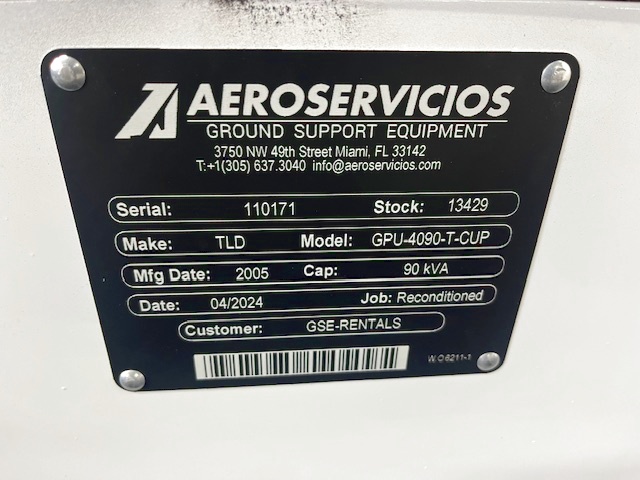 AEROSERVICIOS
GROUND SUPPORT EQUIPMENT
3750 NW 49th Street Miami, FL 33142
T:+1(305) 637.3040 info@aeroservicios.com
Serial: 110171 Stock: 13429
Make: TLD Model: GPU-4090-T-CUP
Mfg Date: 2005 Cap: 90 kVA
Date: 04/2024 Job: Reconditioned
Customer: GSE-RENTALS
W.O6211-1